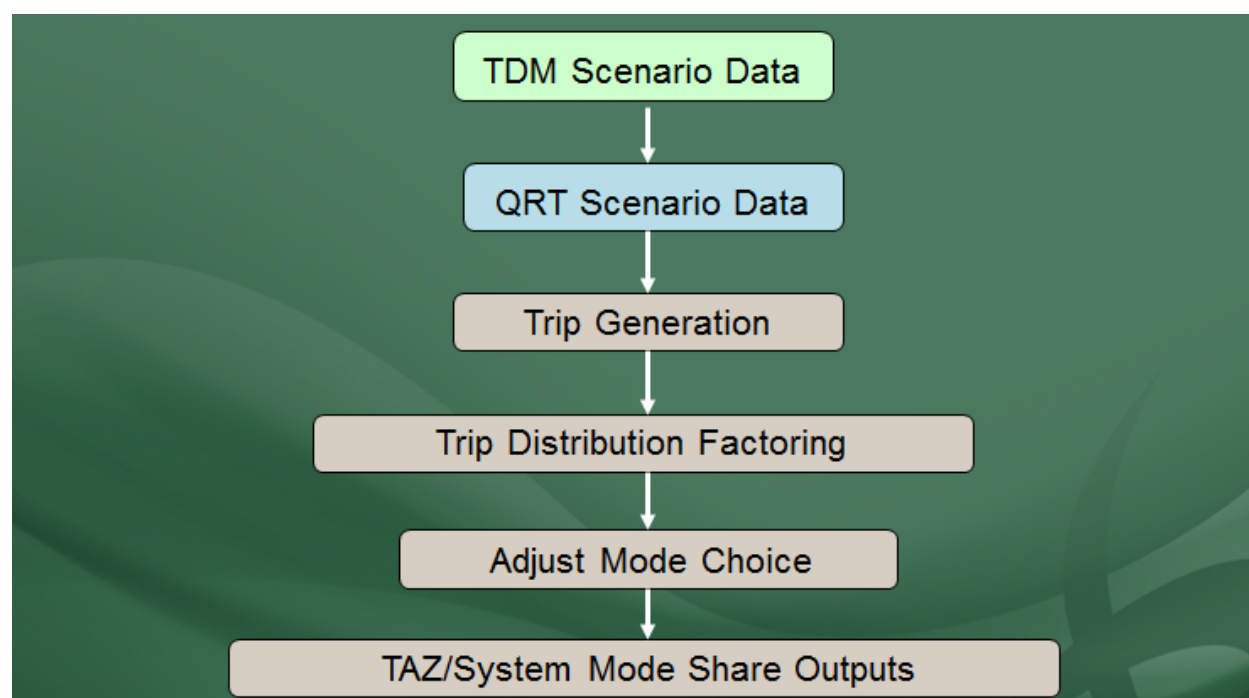 TDM Scenario Data
QRT Scenario Data
Trip Generation
Trip Distribution Factoring
Adjust Mode Choice
TAZ/System Mode Share Outputs